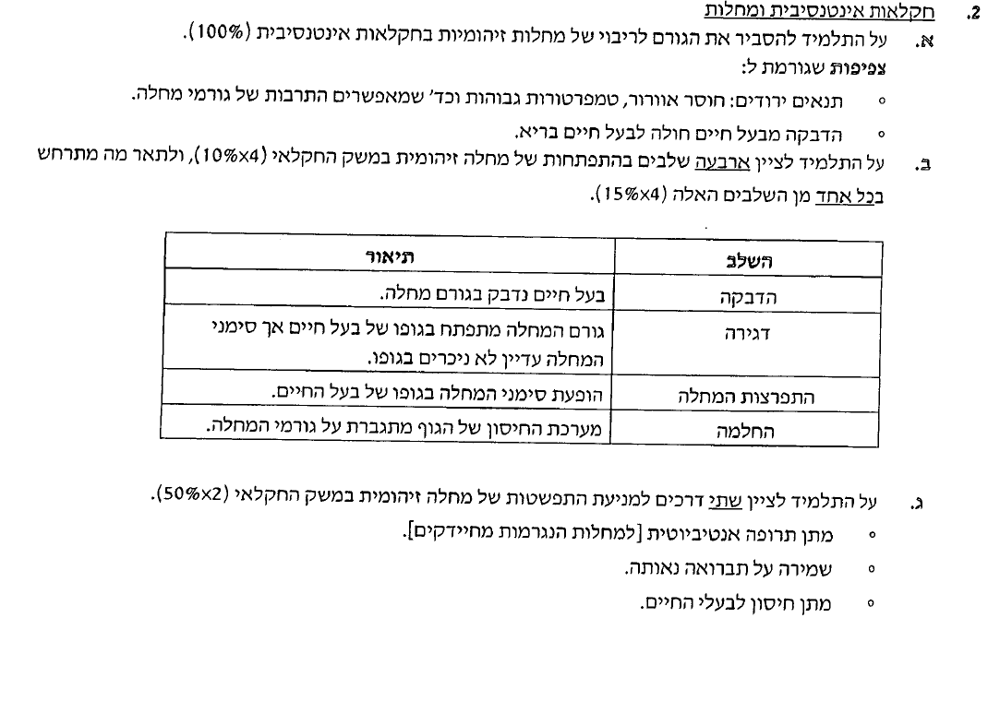 2. חקלאות אינטנסיבית ומחלות
א. על התלמיד להסביר את הגורם לריבוי של מחלות זיהומיות בחקלאות אינטנסיבית (100%).
צפיפות שגורמת ל:
o תנאים ירודים: חוסר אוורור, טמפרטורות גבוהות וכד' שמאפשרים התרבות של גורמי מחלה.
o הדבקה מבעל חיים חולה לבעל חיים בריא.
ב. על התלמיד לציין ארבעה שלבים בהתפתחות של מחלה זיהומית במשק החקלאי (10%x4), ולתאר מה מתרחש
בכל אחד מן השלבים האלה (15%x4).
השלב תיאור
הדבקה בעל חיים נדבק בגורם מחלה.
דגירה גורם המחלה מתפתח בגופו של בעל חיים אך סימני
המחלה עדיין לא ניכרים בגופו.
התפרצות המחלה הופעת סימני המחלה בגופו של בעל החיים.
החלמה מערכת החיסון של הגוף מתגברת על גורמי המחלה.
ג. על התלמיד לציין שתי דרכים למניעת התפשטות של מחלה זיהומית במשק החקלאי (50%x2).
o מתן תרופה אנטיביוטית [למחלות הנגרמות מחיידקים].
o שמירה על תברואה נאותה.
o מתן חיסון לבעלי החיים.